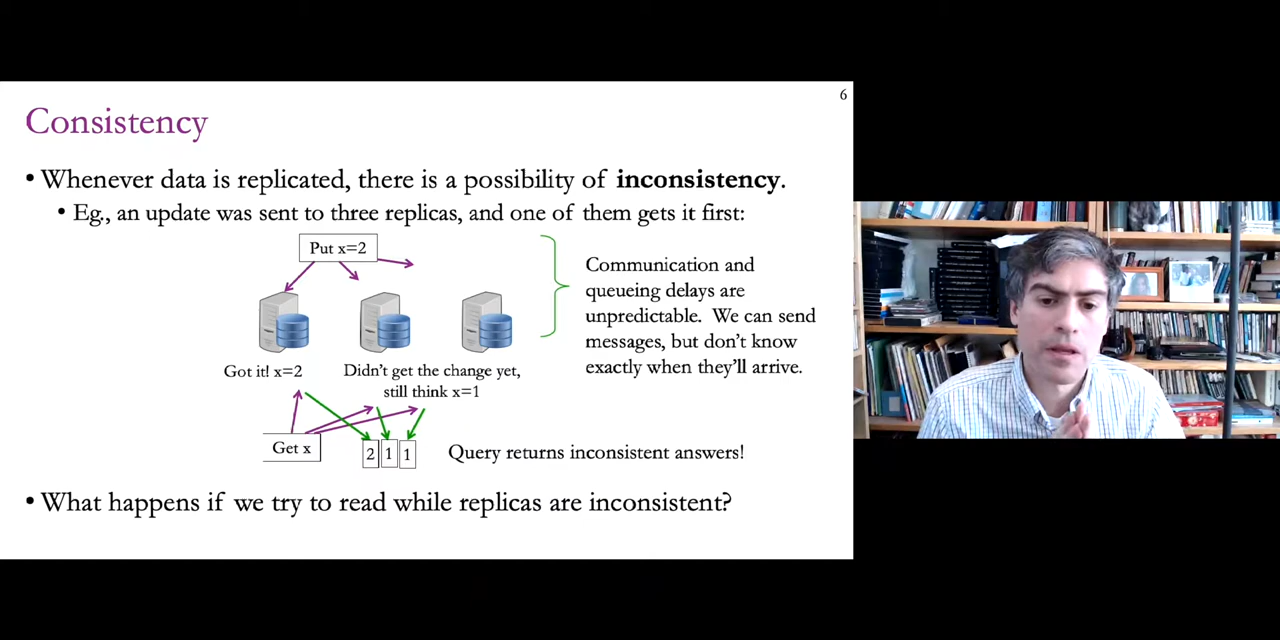 6
Consistency
• Whenever data is replicated, there is a possibility of inconsistency.
• Eg., an update was sent to three replicas, and one of them gets it first:
Put x=2
Communication and
queueing delays are
unpredictable. We can send
messages, but don't know
exactly when they'll arrive.
Got it! x=2
Didn't get the change yet,
still think x=1
Get x
2 1 1
Query returns inconsistent answers!
• What happens if we try to read while replicas are inconsistent?